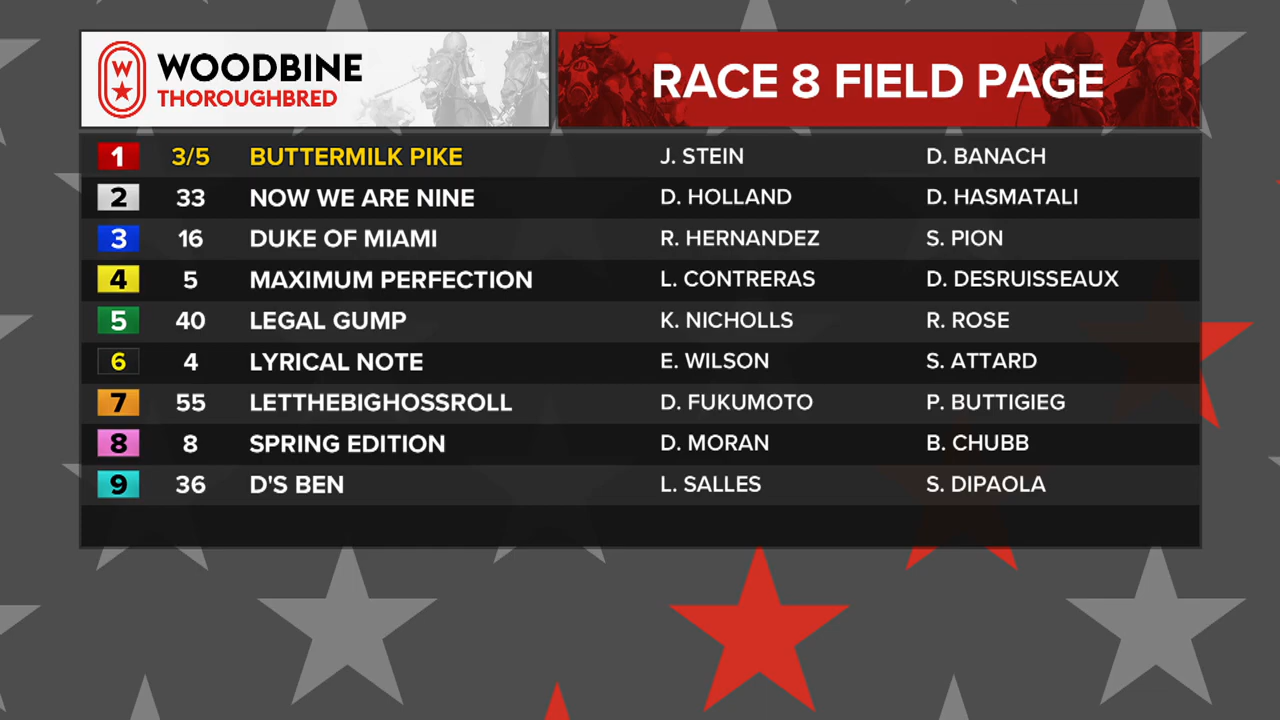 W
WOODBINE
THOROUGHBRED
RACE 8 FIELD PAGE
1 3/5 BUTTERMILK PIKE J. STEIN D. BANACH
2 33 NOW WE ARE NINE D. HOLLAND D. HASMATALI
3 16 DUKE OF MIAMI R. HERNANDEZ S. PION
4 5 MAXIMUM PERFECTION L. CONTRERAS D. DESRUISSEAUX
5 40 LEGAL GUMP K. NICHOLLS R. ROSE
6 4 LYRICAL NOTE E. WILSON S. ATTARD
7 55 LETTHEBIGHOSSROLL D. FUKUMOTO P. BUTTIGIEG
8 8 SPRING EDITION D. MORAN B. CHUBB
9 36 D'S BEN L. SALLES S. DIPAOLA